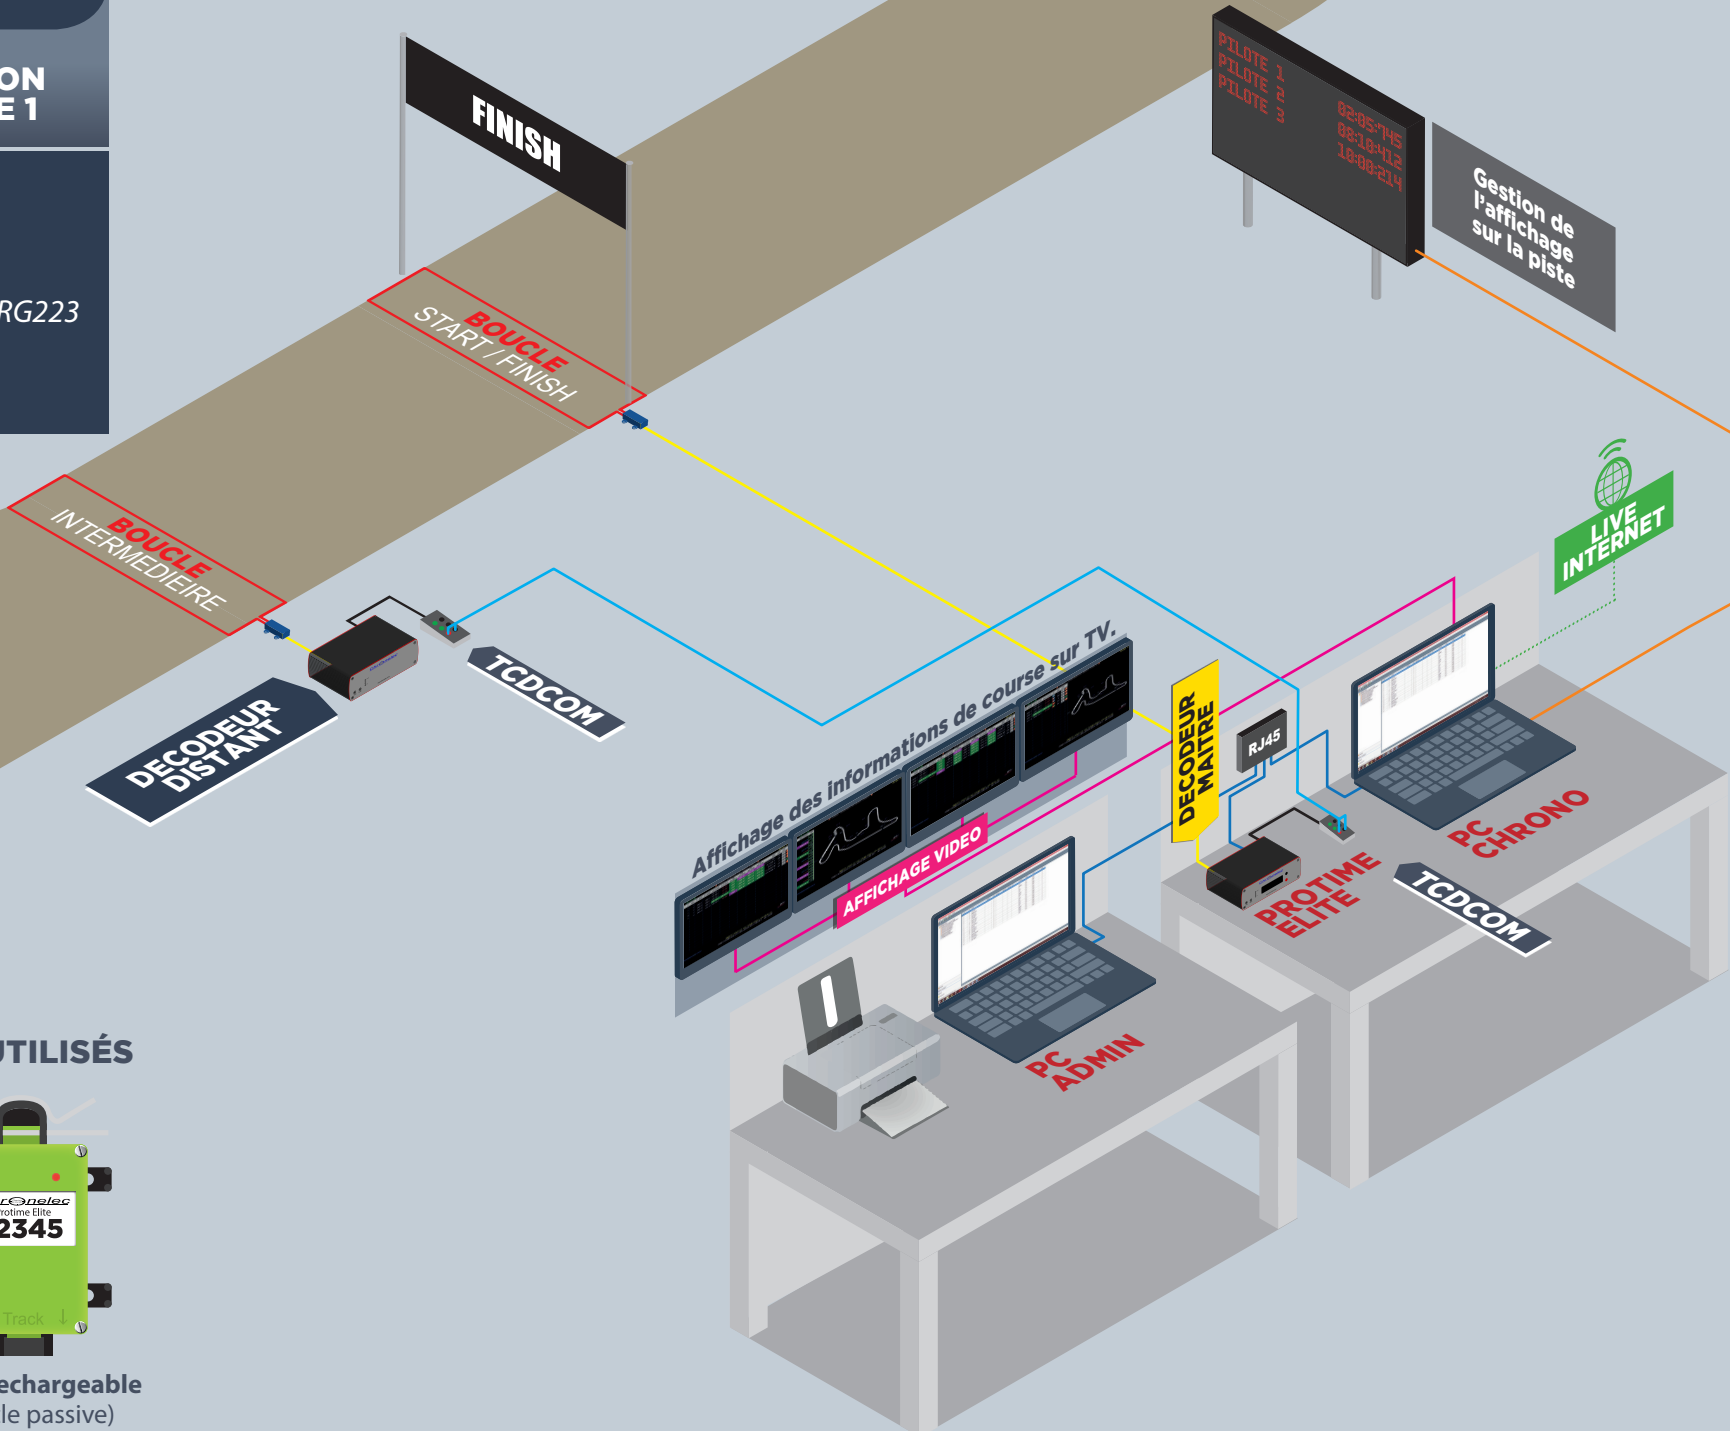 ON
E 1
RG223
FINISH
PILOTE 1 02:05:745
PILOTE 2 08:10:412
PILOTE 3 10:00:214
Gestion de
l'affichage
sur la piste
BOUCLE
START / FINISH
BOUCLE
INTERMEDIEIRE
LIVE
INTERNET
DECODEUR
DISTANT
TCDCOM
Affichage des informations de course sur TV.
AFFICHAGE VIDEO
DECODEUR
MAITRE
RJ45
PC
CHRONO
PROTIME
ELITE
TCDCOM
PC
ADMIN
UTILISÉS
ronelec
rotime Elite
2345
Track ↓
echargeable
le passive)